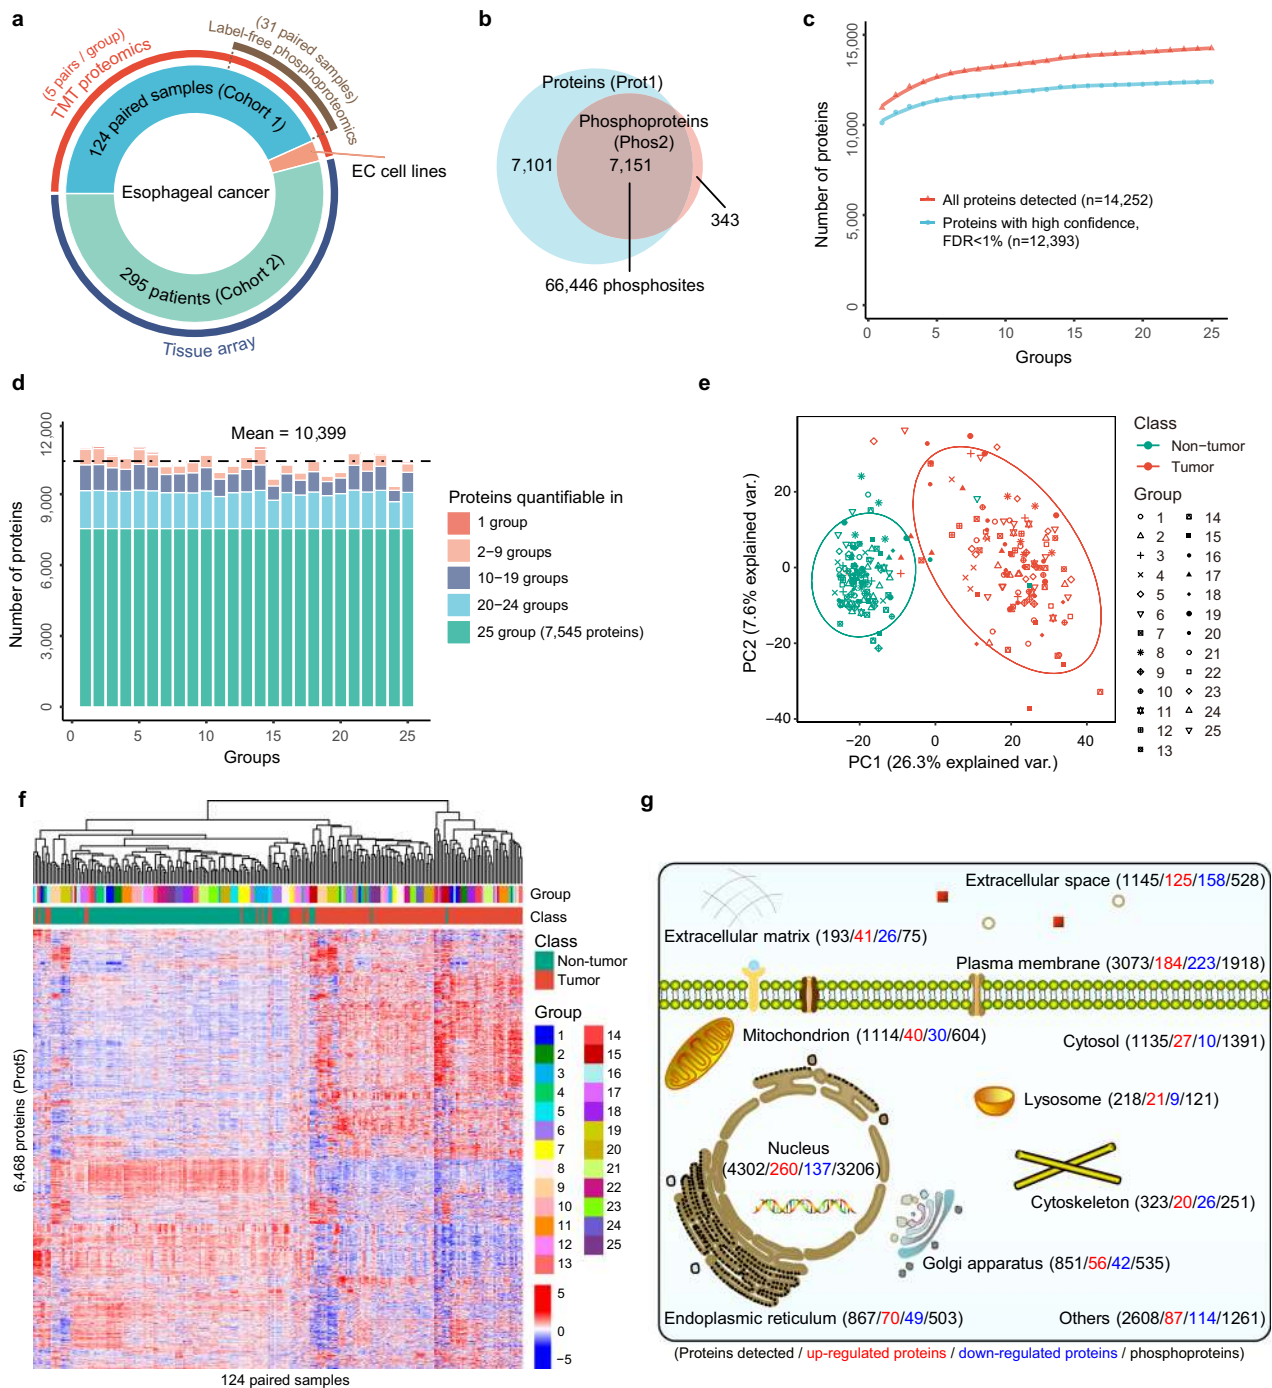 a
(5 pairs / group)
TMT proteomics
(31 paired samples)
Label-free phosphoproteomics
124 paired samples (Cohort 1)
EC cell lines
Esophageal cancer
295 patients (Cohort 2)
Tissue array
b
Proteins (Prot1)
Phosphoproteins
(Phos2)
7,101
7,151
343
66,446 phosphosites
c
Number of proteins
15,000
10,000
5,000
0
All proteins detected (n=14,252)
Proteins with high confidence,
FDR<1% (n=12,393)
0 5 10 15 20 25
Groups
d
Mean = 10,399
Number of proteins
12,000
9,000
6,000
3,000
0
0 5 10 15 20 25
Groups
Proteins quantifiable in
1 group
2−9 groups
10−19 groups
20−24 groups
25 group (7,545 proteins)
e
PC2 (7.6% explained var.)
20
0
−20
−40
−20 0 20 40
PC1 (26.3% explained var.)
Class
Non-tumor
Tumor
Group
1 14
2 15
3 16
4 17
5 18
6 19
7 20
8 21
9 22
10 23
11 24
12 25
13
f
Group
Class
Class
Non-tumor
Tumor
Group
1 14
2 15
3 16
4 17
5 18
6 19
7 20
8 21
9 22
10 23
11 24
12 25
13
5
0
−5
6,468 proteins (Prot5)
124 paired samples
g
Extracellular space (1145/125/158/528)
Extracellular matrix (193/41/26/75)
Plasma membrane (3073/184/223/1918)
Mitochondrion (1114/40/30/604)
Cytosol (1135/27/10/1391)
Lysosome (218/21/9/121)
Nucleus
(4302/260/137/3206)
Cytoskeleton (323/20/26/251)
Golgi apparatus (851/56/42/535)
Endoplasmic reticulum (867/70/49/503)
Others (2608/87/114/1261)
(Proteins detected / up-regulated proteins / down-regulated proteins / phosphoproteins)